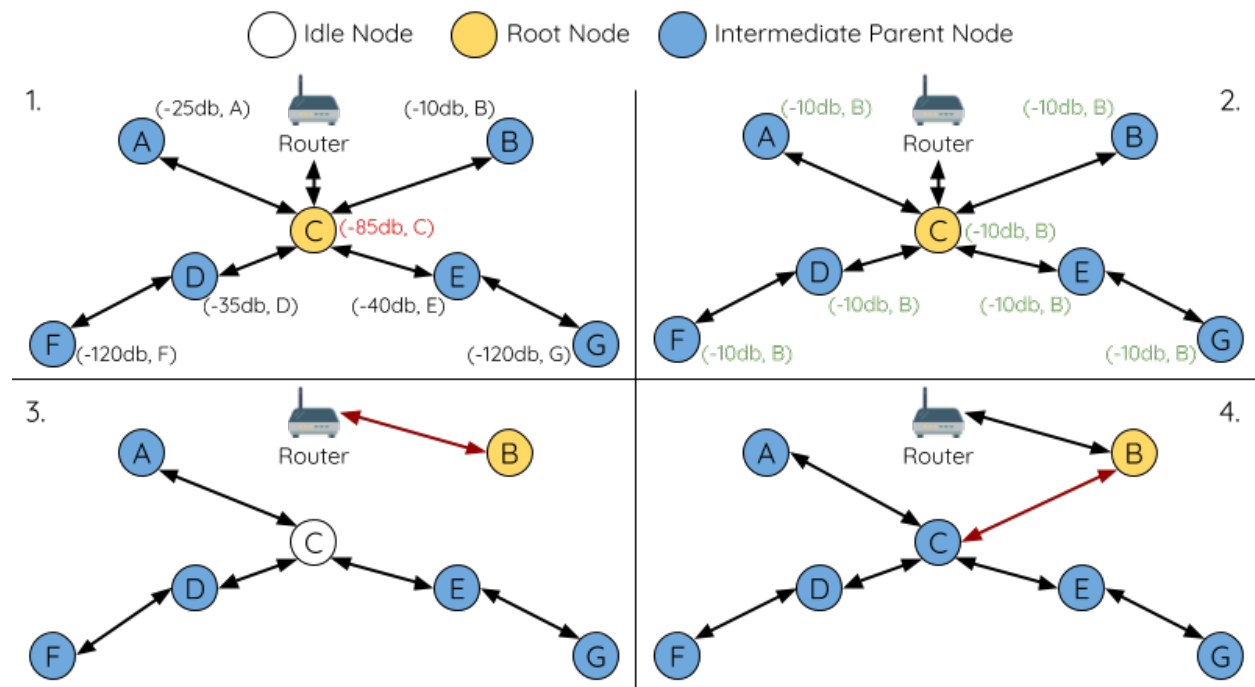 Idle Node
Root Node
Intermediate Parent Node
1.
(-25db, A)
(-10db, B)
A
Router
B
C
(-85db, C)
D
E
(-35db, D)
(-40db, E)
F
(-120db, F)
(-120db, G)
G
2.
(-10db, B)
(-10db, B)
A
Router
B
C
(-10db, B)
D
E
(-10db, B)
(-10db, B)
F
(-10db, B)
(-10db, B)
G
3.
A
Router
B
C
D
E
F
G
4.
A
Router
B
C
D
E
F
G